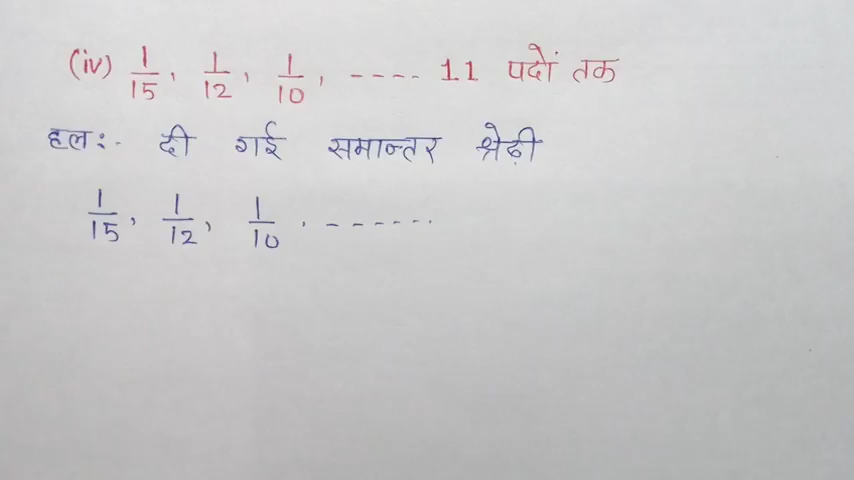 (iv) 1/15, 1/12, 1/10, ---- 11 पदों तक
हल:- दी गई समान्तर श्रेढ़ी
1/15, 1/12, 1/10, -------